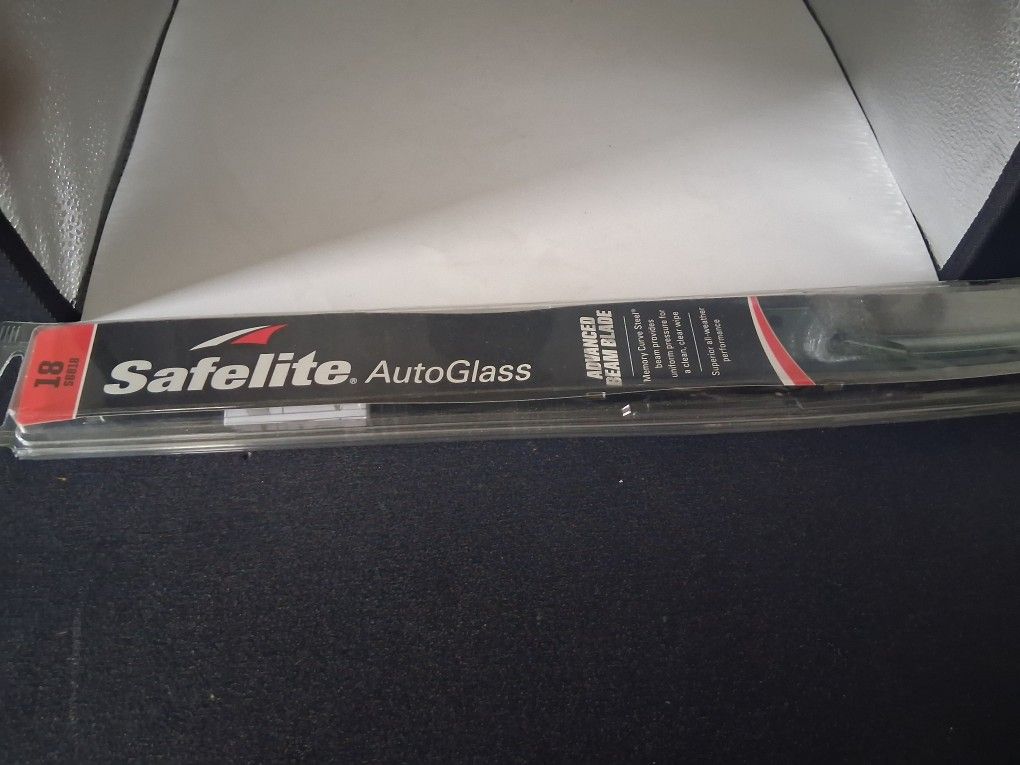 18
SBB18
Safelite® AutoGlass
ADVANCED
BEAM BLADE
Memory Curve Steel®
beam provides
uniform pressure for
a clean, clear wipe
Superior all-weather
performance